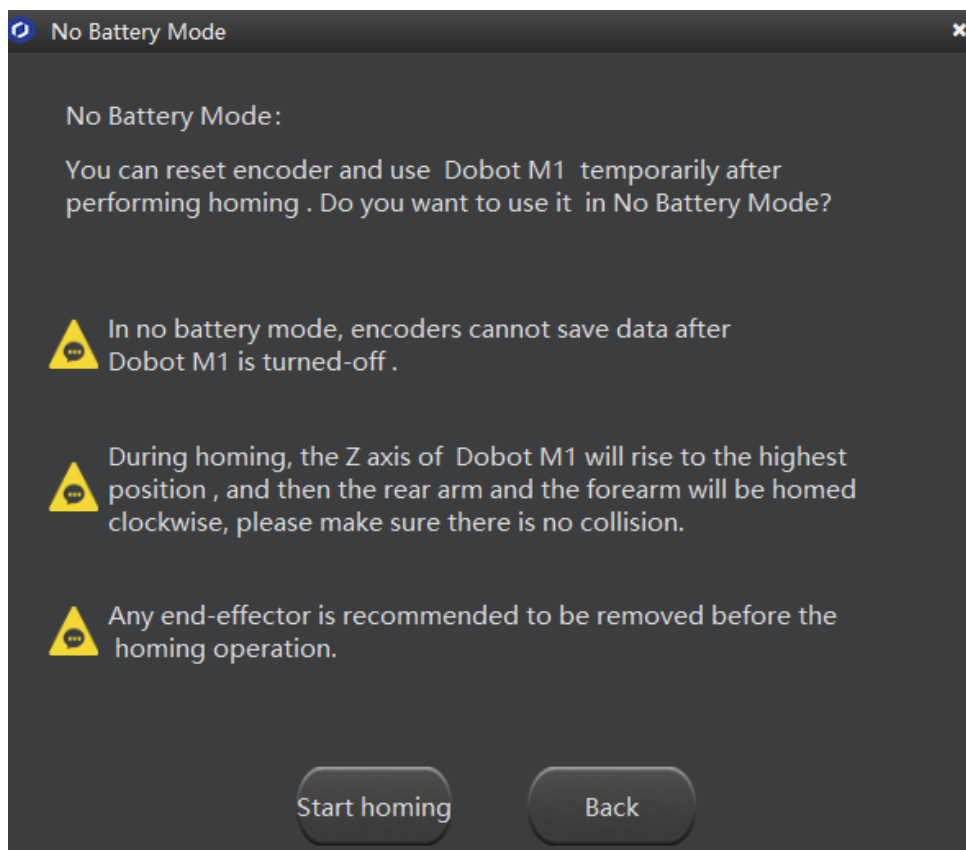 No Battery Mode
No Battery Mode:
You can reset encoder and use Dobot M1 temporarily after
performing homing . Do you want to use it in No Battery Mode?
In no battery mode, encoders cannot save data after
Dobot M1 is turned-off .
During homing, the Z axis of Dobot M1 will rise to the highest
position , and then the rear arm and the forearm will be homed
clockwise, please make sure there is no collision.
Any end-effector is recommended to be removed before the
homing operation.
Start homing
Back